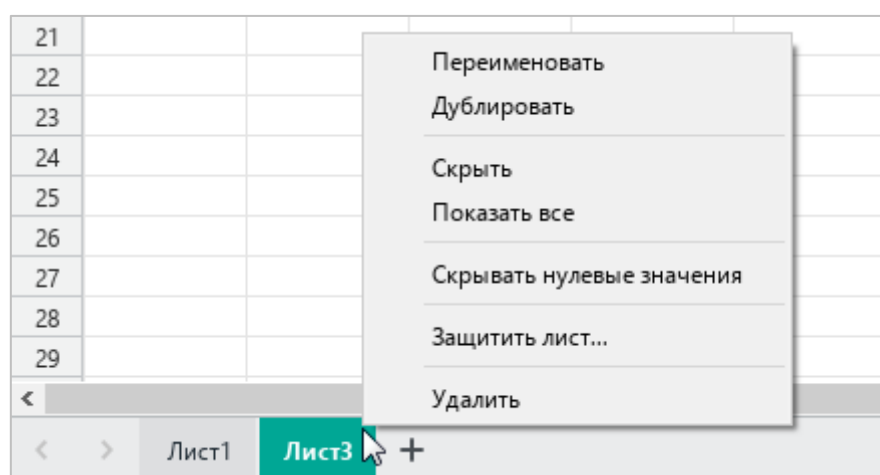 21
22
23
24
25
26
27
28
29
Переименовать
Дублировать
Скрыть
Показать все
Скрывать нулевые значения
Защитить лист...
Удалить
Лист1 Лист3 +